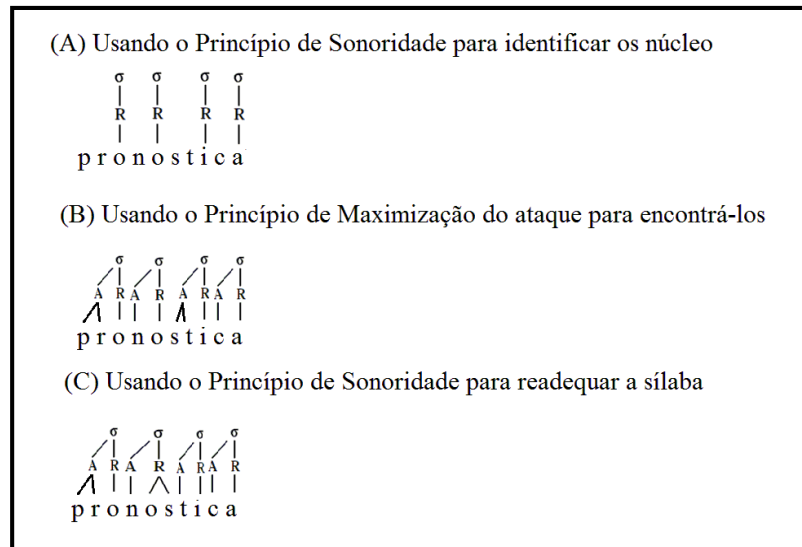 (A) Usando o Princípio de Sonoridade para identificar os núcleo
σ σ σ σ
R R R R
p r o n o s t i c a
(B) Usando o Princípio de Maximização do ataque para encontrá-los
σ σ σ σ
A R A R A R A R
p r o n o s t i c a
(C) Usando o Princípio de Sonoridade para readequar a sílaba
σ σ σ σ
A R A R A R A R
p r o n o s t i c a